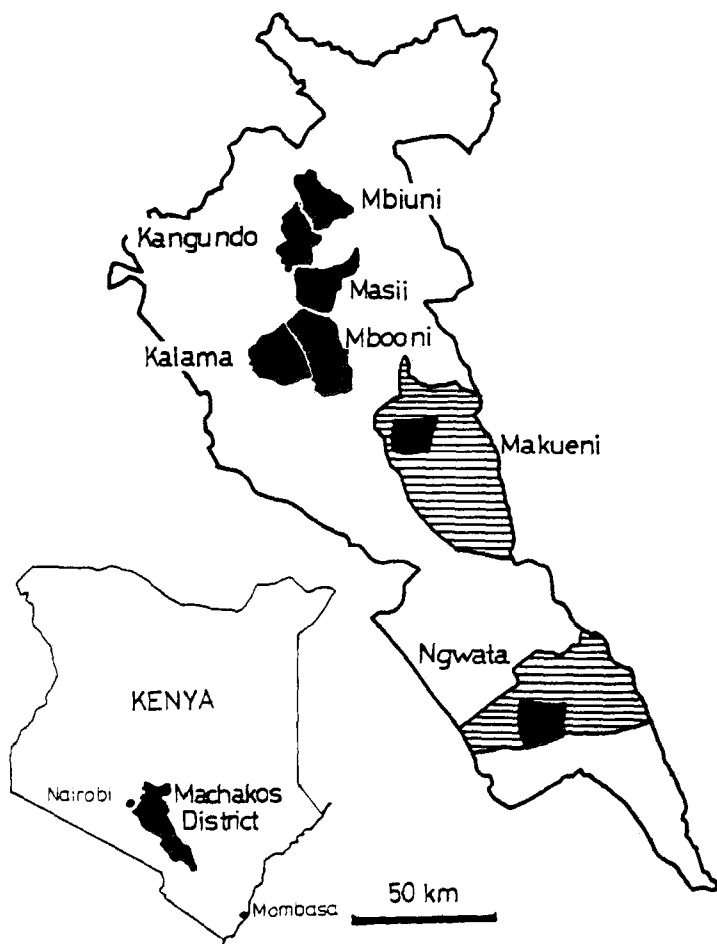 Mbiuni
Kangundo
Masii
Mbooni
Kalama
Makueni
Ngwata
KENYA
Nairobi
Machakos
District
50 km
Mombasa